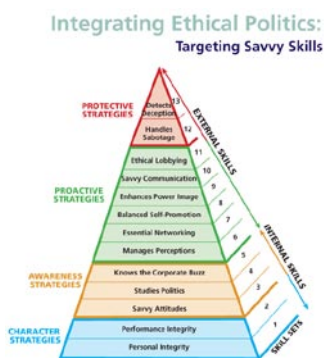 Integrating Ethical Politics:
Targeting Savvy Skills
PROTECTIVE
STRATEGIES
Detects
Deception
13
Handles
Sabotage
12
EXTERNAL SKILLS
PROACTIVE
STRATEGIES
Ethical Lobbying
11
Savvy Communication
10
Enhances Power Image
9
Balanced Self-Promotion
8
Essential Networking
7
Manages Perceptions
6
INTERNAL SKILLS
AWARENESS
STRATEGIES
Knows the Corporate Buzz
5
Studies Politics
4
Savvy Attitudes
3
CHARACTER
STRATEGIES
Performance Integrity
2
Personal Integrity
1
SKILL SETS